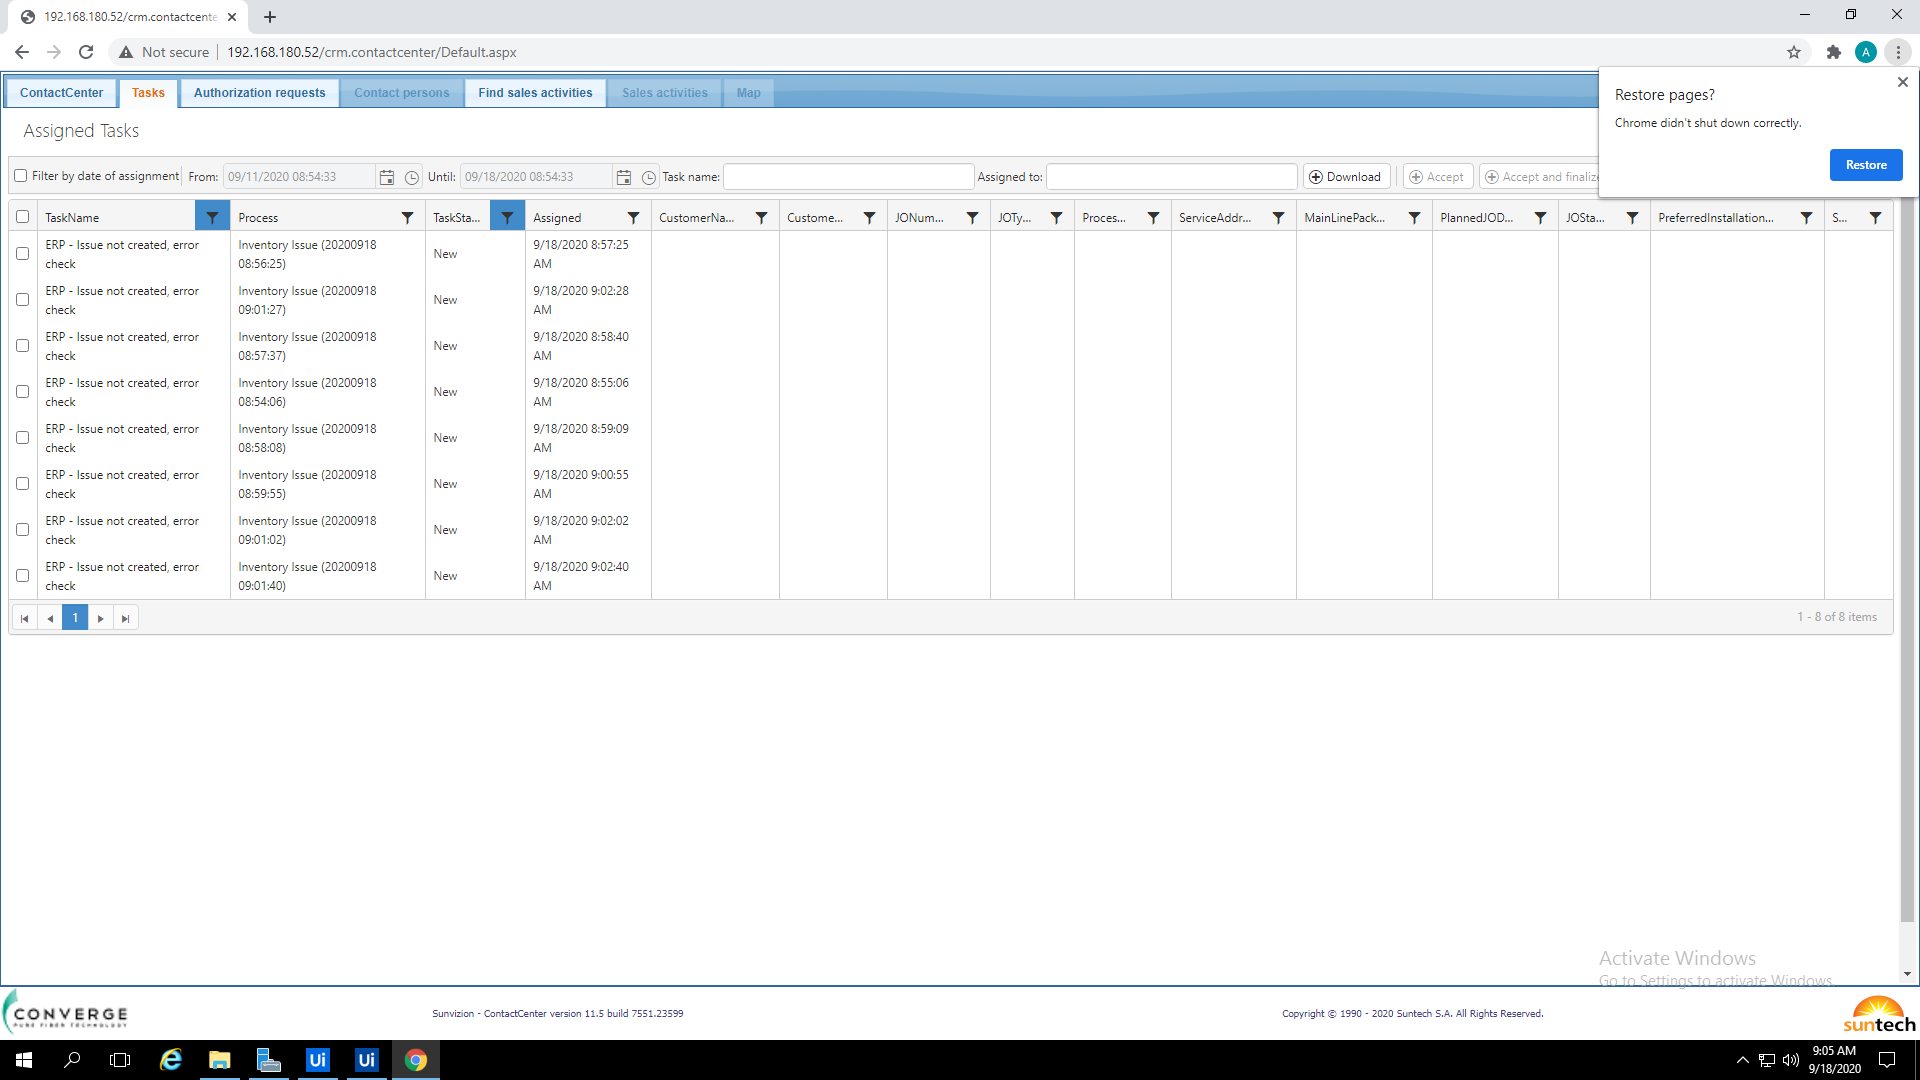 192.168.180.52/crm.contactcente
Not secure
192.168.180.52/crm.contactcenter/Default.aspx
A
ContactCenter
Tasks
Authorization requests
Contact persons
Find sales activities
Sales activities
Map
Restore pages?
Chrome didn't shut down correctly.
Restore
Assigned Tasks
Filter by date of assignment
From:
09/11/2020 08:54:33
Until:
09/18/2020 08:54:33
Task name:
Assigned to:
Download
Accept
Accept and finalize
TaskName
Process
TaskSta...
Assigned
CustomerNa...
Custome...
JONum...
JOTy...
Proces...
ServiceAddr...
MainLinePack...
PlannedJOD...
JOSta...
PreferredInstallation...
S...
ERP - Issue not created, error
check
Inventory Issue (20200918
08:56:25)
New
9/18/2020 8:57:25
AM
ERP - Issue not created, error
check
Inventory Issue (20200918
09:01:27)
New
9/18/2020 9:02:28
AM
ERP - Issue not created, error
check
Inventory Issue (20200918
08:57:37)
New
9/18/2020 8:58:40
AM
ERP - Issue not created, error
check
Inventory Issue (20200918
08:54:06)
New
9/18/2020 8:55:06
AM
ERP - Issue not created, error
check
Inventory Issue (20200918
08:58:08)
New
9/18/2020 8:59:09
AM
ERP - Issue not created, error
check
Inventory Issue (20200918
08:59:55)
New
9/18/2020 9:00:55
AM
ERP - Issue not created, error
check
Inventory Issue (20200918
09:01:02)
New
9/18/2020 9:02:02
AM
ERP - Issue not created, error
check
Inventory Issue (20200918
09:01:40)
New
9/18/2020 9:02:40
AM
1
1 - 8 of 8 items
Activate Windows
Go to Settings to activate Windows.
CONVERGE
PURE FIBER TECHNOLOGY
Sunvizion - ContactCenter version 11.5 build 7551.23599
Copyright © 1990 - 2020 Suntech S.A. All Rights Reserved.
suntech
Ui
Ui
9:05 AM
9/18/2020